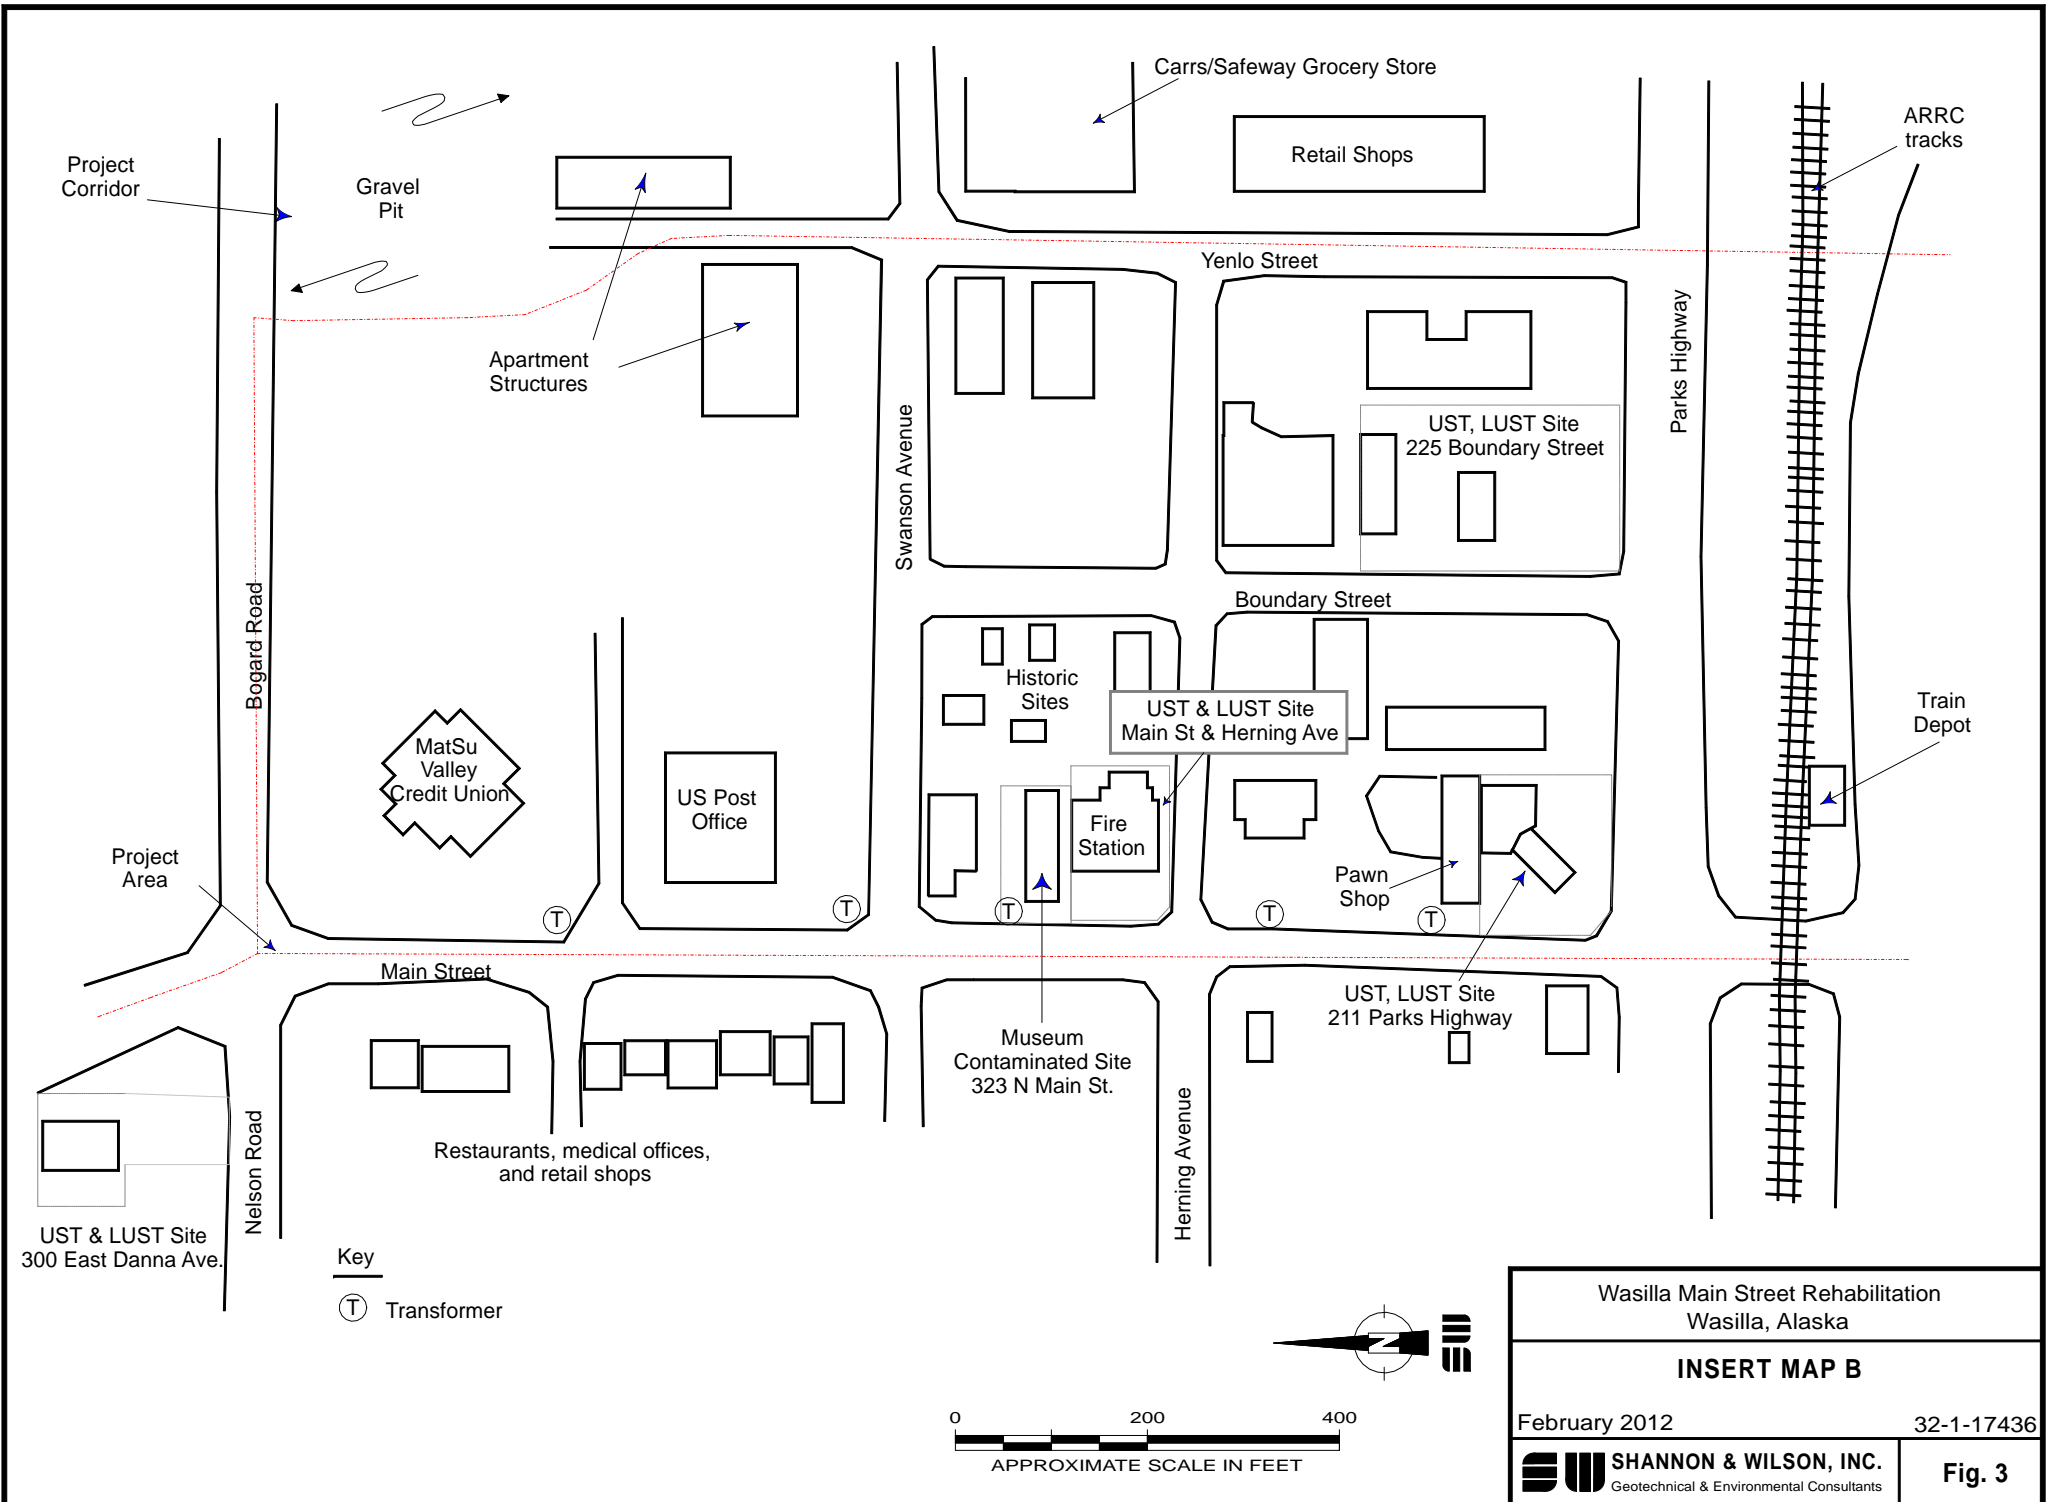 Carrs/Safeway Grocery Store
ARRC
tracks
Project
Corridor
Gravel
Pit
Retail Shops
Yenlo Street
Apartment
Structures
Parks Highway
Swanson Avenue
UST, LUST Site
225 Boundary Street
Boundary Street
Bogard Road
Historic
Sites
UST & LUST Site
Main St & Herning Ave
Train
Depot
MatSu
Valley
Credit Union
US Post
Office
Fire
Station
Project
Area
Pawn
Shop
T
T
T
T
T
Main Street
UST, LUST Site
211 Parks Highway
Museum
Contaminated Site
323 N Main St.
Restaurants, medical offices,
and retail shops
Nelson Road
Herning Avenue
UST & LUST Site
300 East Danna Ave.
Key
T Transformer
N
0 200 400
APPROXIMATE SCALE IN FEET
Wasilla Main Street Rehabilitation
Wasilla, Alaska
INSERT MAP B
February 2012 32-1-17436
SW SHANNON & WILSON, INC.
Geotechnical & Environmental Consultants
Fig. 3